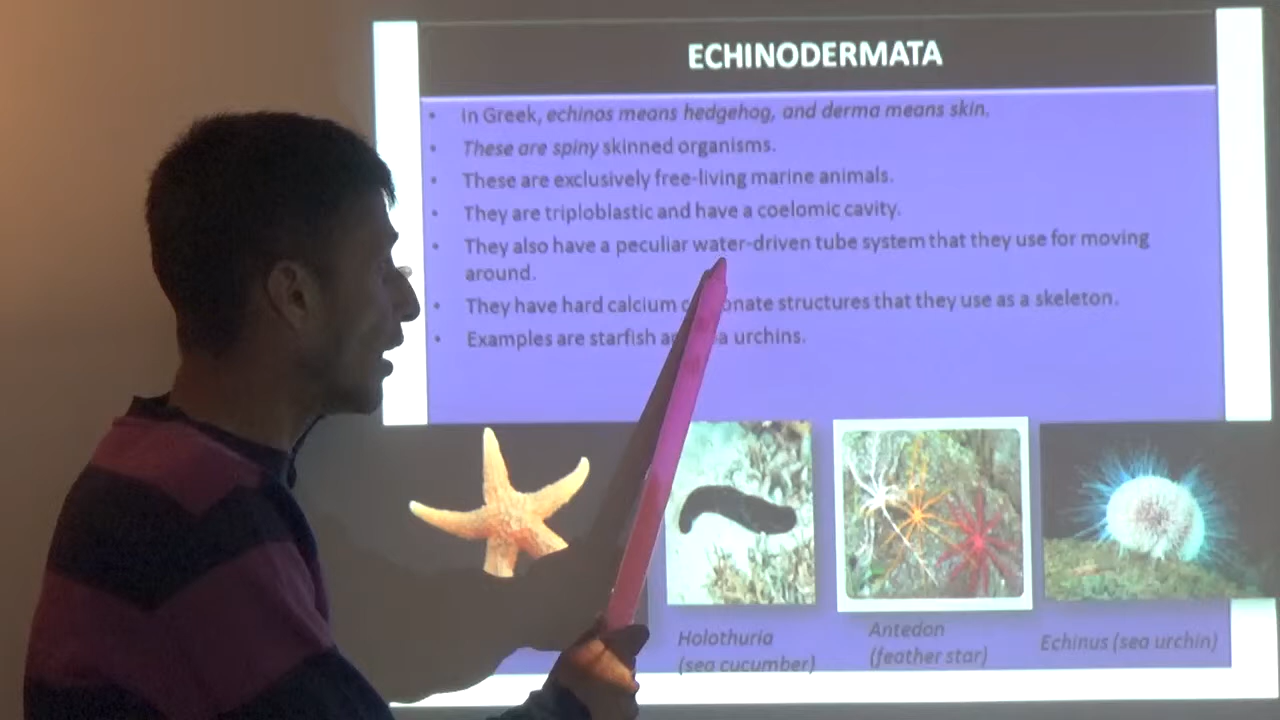 ECHINODERMATA
• In Greek, echinos means hedgehog, and derma means skin.
• These are spiny skinned organisms.
• These are exclusively free-living marine animals.
• They are triploblastic and have a coelomic cavity.
• They also have a peculiar water-driven tube system that they use for moving
around.
• They have hard calcium structures that they use as a skeleton.
• Examples are starfish urchins.
Holothuria
(sea cucumber)
Antedon
(feather star)
Echinus (sea urchin)